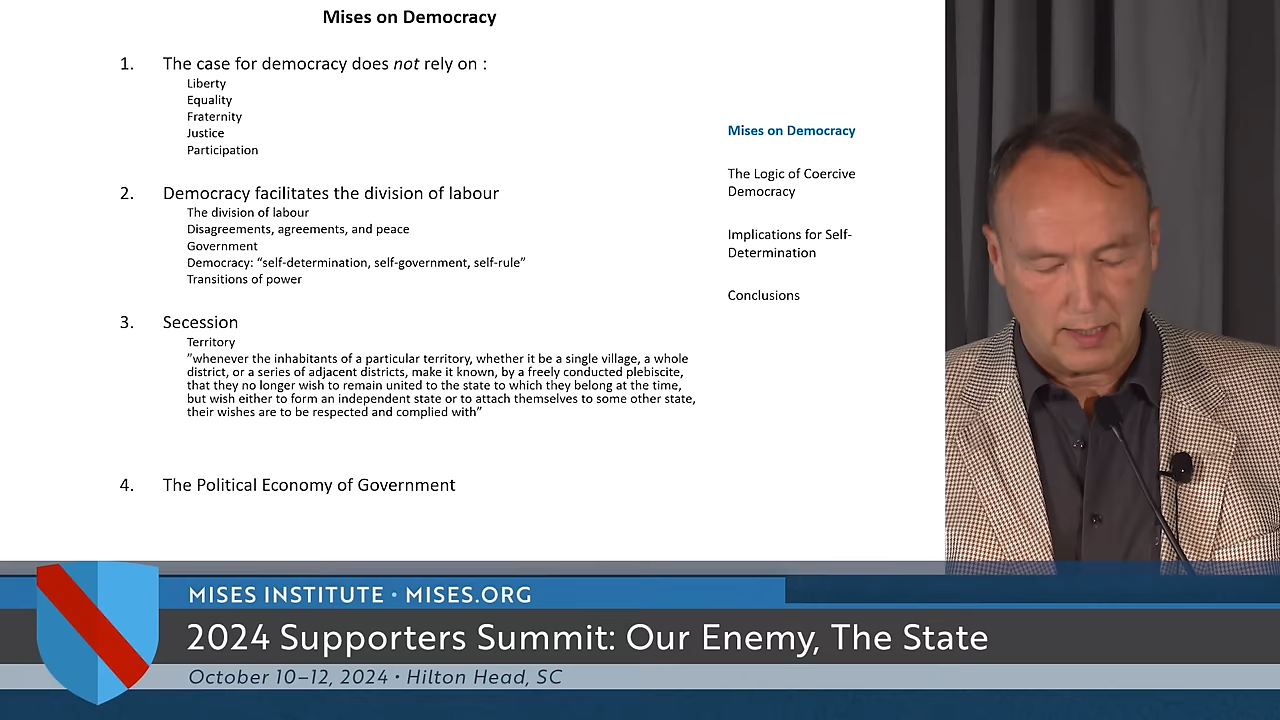 Mises on Democracy
1. The case for democracy does not rely on :
Liberty
Equality
Fraternity
Justice
Participation
2. Democracy facilitates the division of labour
The division of labour
Disagreements, agreements, and peace
Government
Democracy: “self-determination, self-government, self-rule”
Transitions of power
3. Secession
Territory
”whenever the inhabitants of a particular territory, whether it be a single village, a whole
district, or a series of adjacent districts, make it known, by a freely conducted plebiscite,
that they no longer wish to remain united to the state to which they belong at the time,
but wish either to form an independent state or to attach themselves to some other state,
their wishes are to be respected and complied with”
4. The Political Economy of Government
Mises on Democracy
The Logic of Coercive
Democracy
Implications for Self-
Determination
Conclusions
MISES INSTITUTE • MISES.ORG
2024 Supporters Summit: Our Enemy, The State
October 10–12, 2024 • Hilton Head, SC